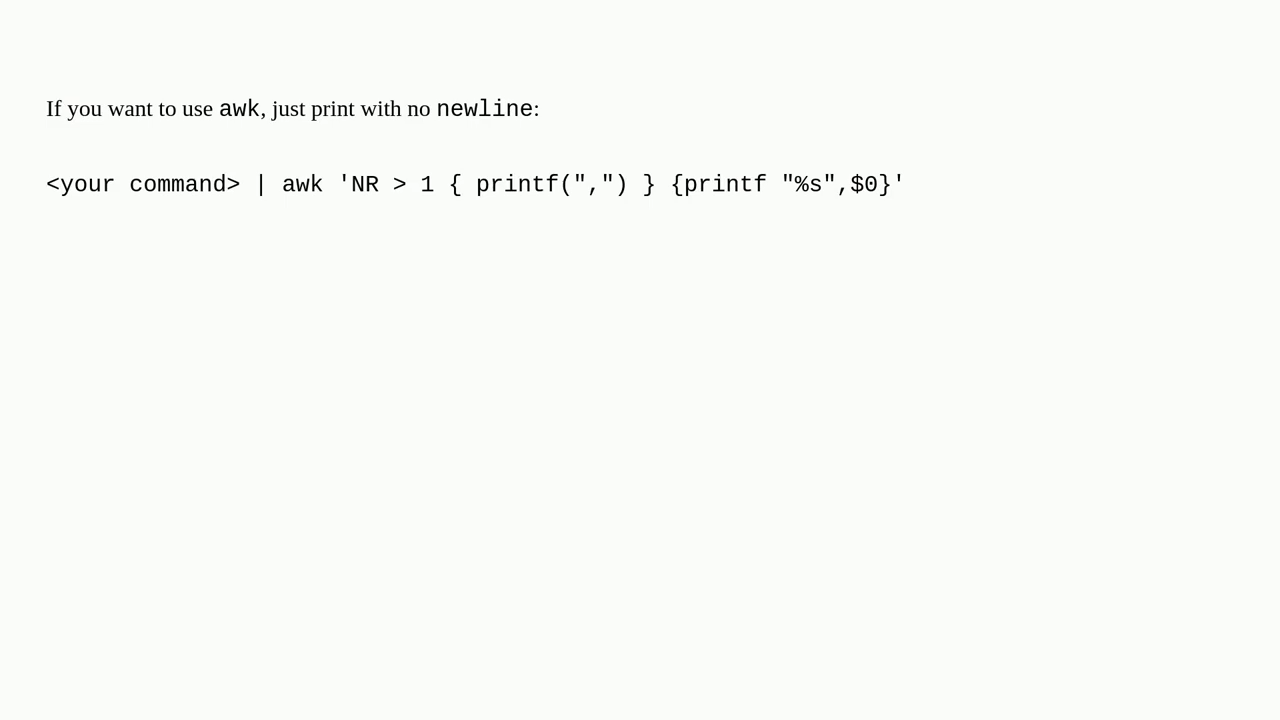 If you want to use awk, just print with no newline:
<your command> | awk 'NR > 1 { printf(",") } {printf "%s",$0}'